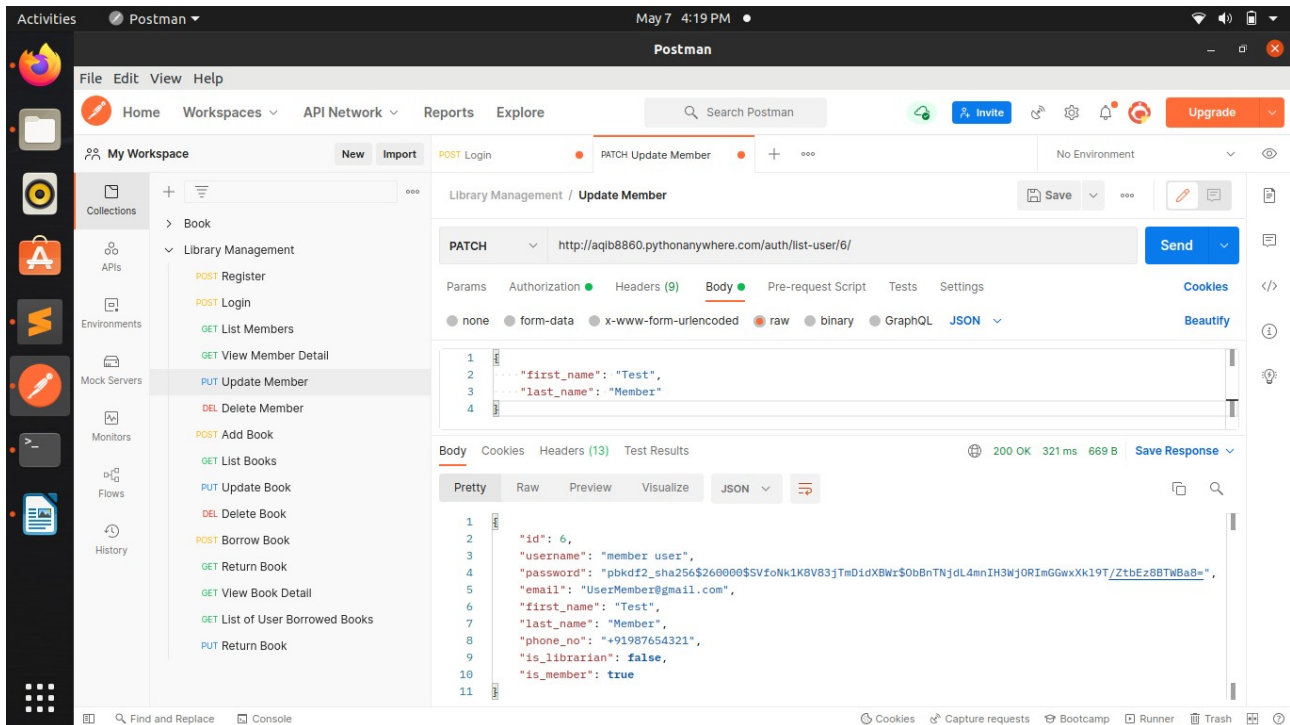 Activities Postman May 7 4:19 PM
Postman
File Edit View Help
Home Workspaces API Network Reports Explore Search Postman Invite Upgrade
My Workspace New Import POST Login PATCH Update Member No Environment
Collections
APIs
Environments
Mock Servers
Monitors
Flows
History
Book
Library Management
POST Register
POST Login
GET List Members
GET View Member Detail
PUT Update Member
DEL Delete Member
POST Add Book
GET List Books
PUT Update Book
DEL Delete Book
POST Borrow Book
GET Return Book
GET View Book Detail
GET List of User Borrowed Books
PUT Return Book
Library Management / Update Member Save
PATCH http://aqib8860.pythonanywhere.com/auth/list-user/6/ Send
Params Authorization Headers (9) Body Pre-request Script Tests Settings Cookies
none form-data x-www-form-urlencoded raw binary GraphQL JSON Beautify
1 {
2 "first_name": "Test",
3 "last_name": "Member"
4 }
Body Cookies Headers (13) Test Results 200 OK 321 ms 669 B Save Response
Pretty Raw Preview Visualize JSON
1 {
2 "id": 6,
3 "username": "member user",
4 "password": "pbkdf2_sha256$260000$SVfoNk1K8V83jTmDidXBWr$ObBnTNjdL4mnIH3WjORImGGwxXkl9T/ZtbEz8BTWBa8=",
5 "email": "UserMember@gmail.com",
6 "first_name": "Test",
7 "last_name": "Member",
8 "phone_no": "+91987654321",
9 "is_librarian": false,
10 "is_member": true
11 }
Find and Replace Console Cookies Capture requests Bootcamp Runner Trash